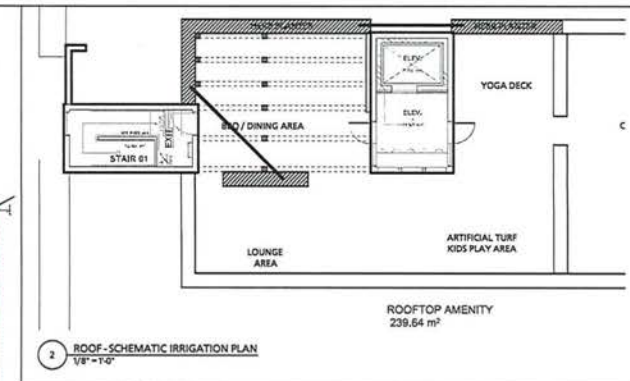 YOGA DECK
ELEV.
ELEV.
BBQ / DINING AREA
EXIT
STAIR 01
C
LOUNGE
AREA
ARTIFICIAL TURF
KIDS PLAY AREA
ROOFTOP AMENITY
239.64 m²
2
ROOF - SCHEMATIC IRRIGATION PLAN
1/8" = 1'-0"